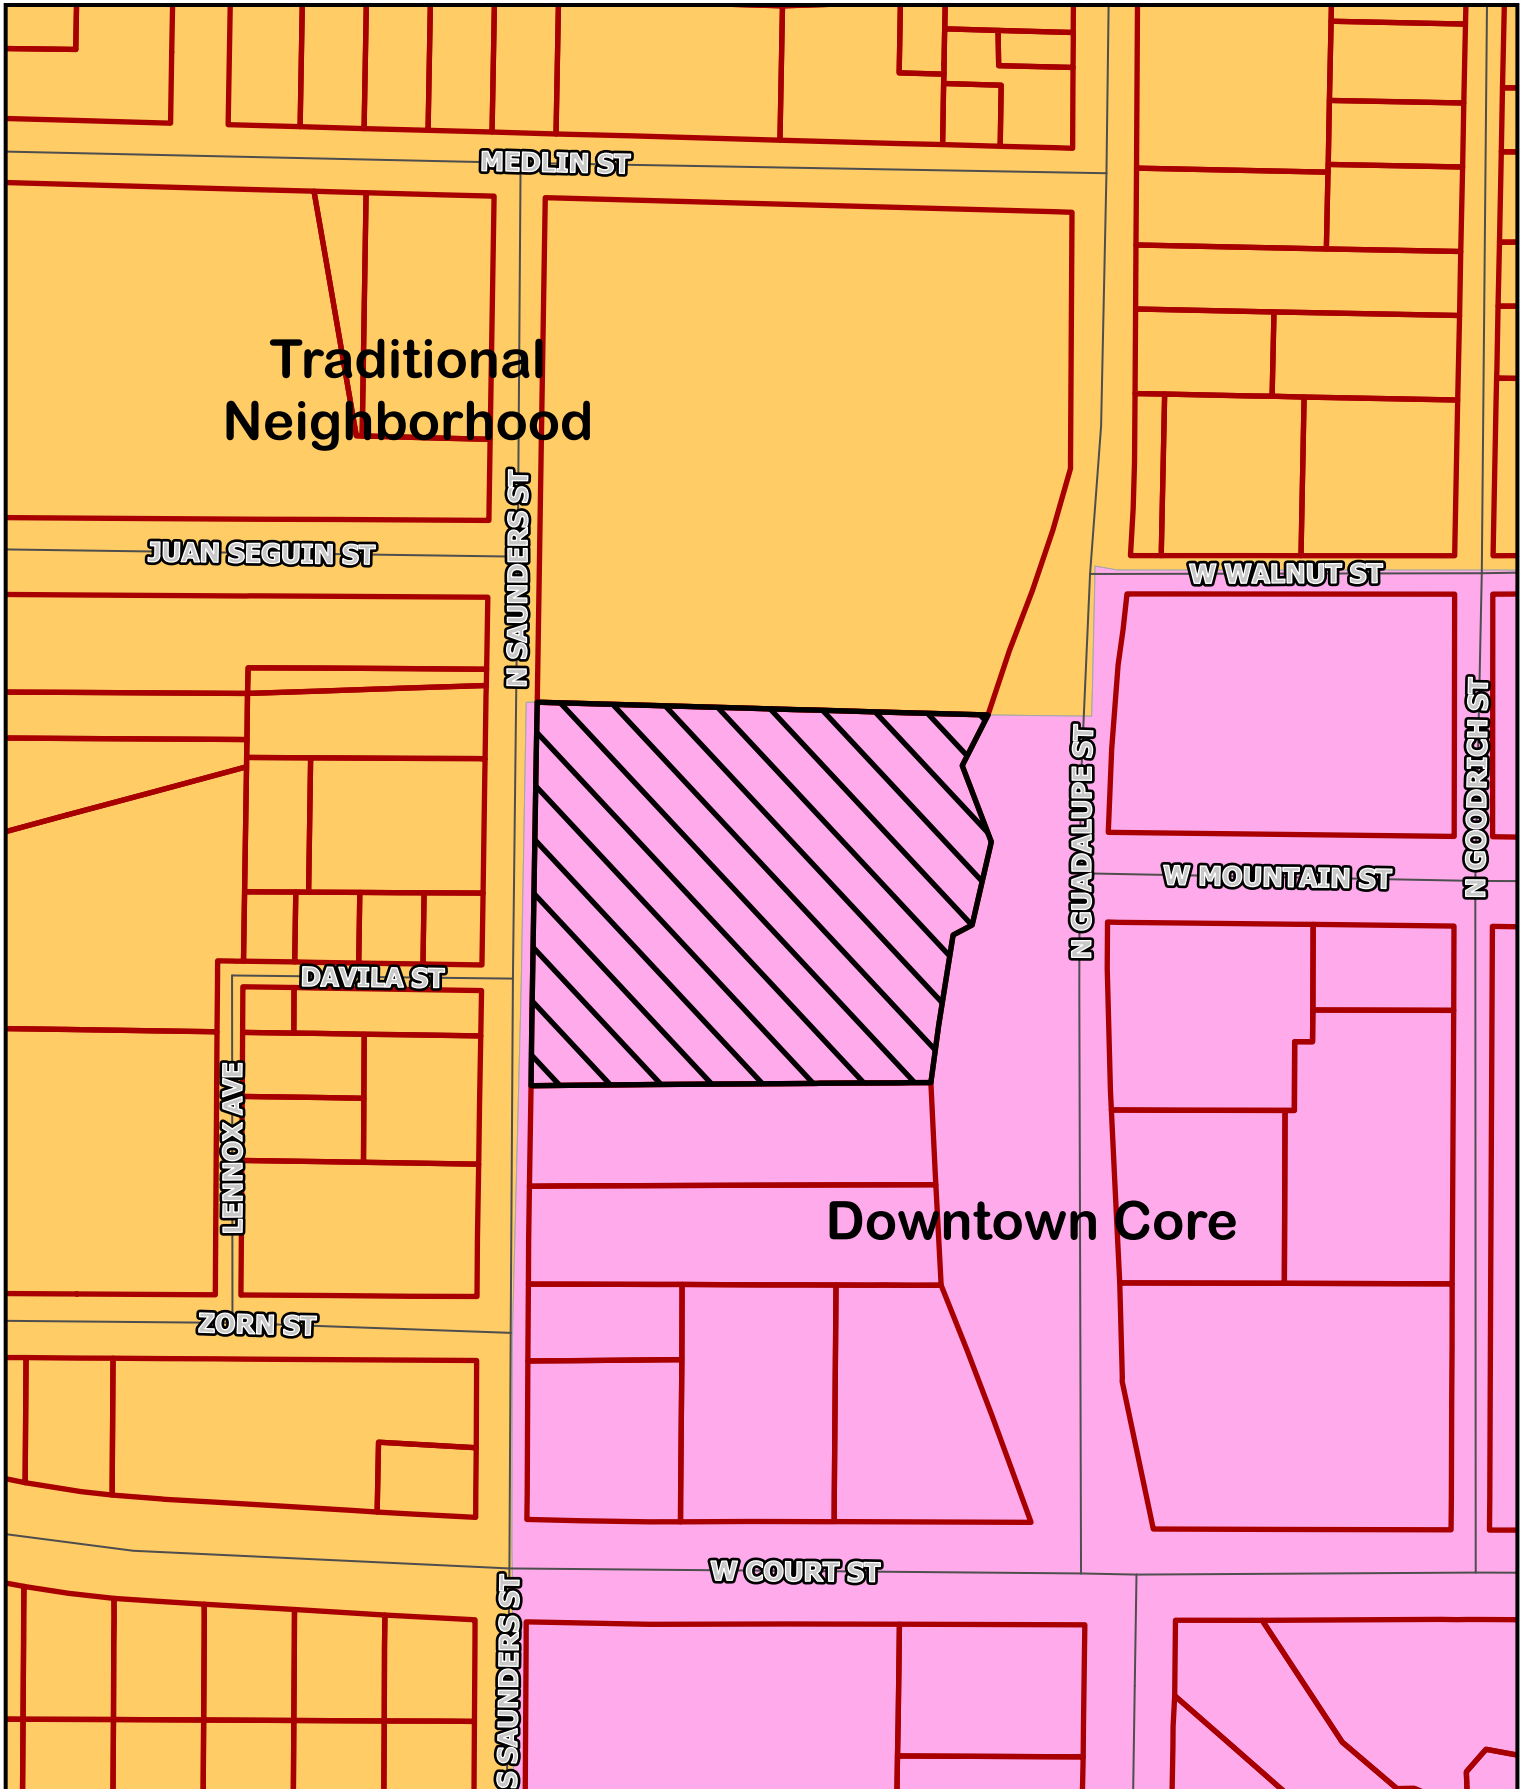 MEDLIN ST
Traditional
Neighborhood
N SAUNDERS ST
JUAN SEGUIN ST
W WALNUT ST
N GOODRICH ST
N GUADALUPE ST
W MOUNTAIN ST
DAVILA ST
LENNOX AVE
Downtown Core
ZORN ST
W COURT ST
S SAUNDERS ST